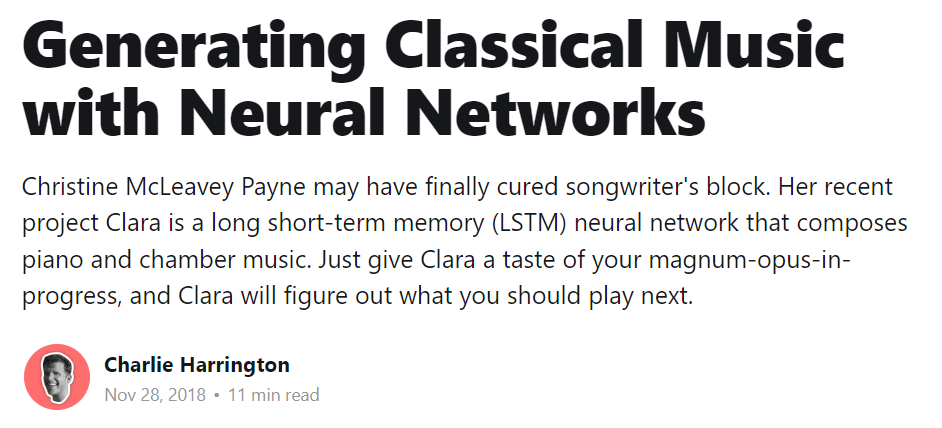 Generating Classical Music
with Neural Networks
Christine McLeavey Payne may have finally cured songwriter's block. Her recent
project Clara is a long short-term memory (LSTM) neural network that composes
piano and chamber music. Just give Clara a taste of your magnum-opus-in-
progress, and Clara will figure out what you should play next.
Charlie Harrington
Nov 28, 2018 • 11 min read